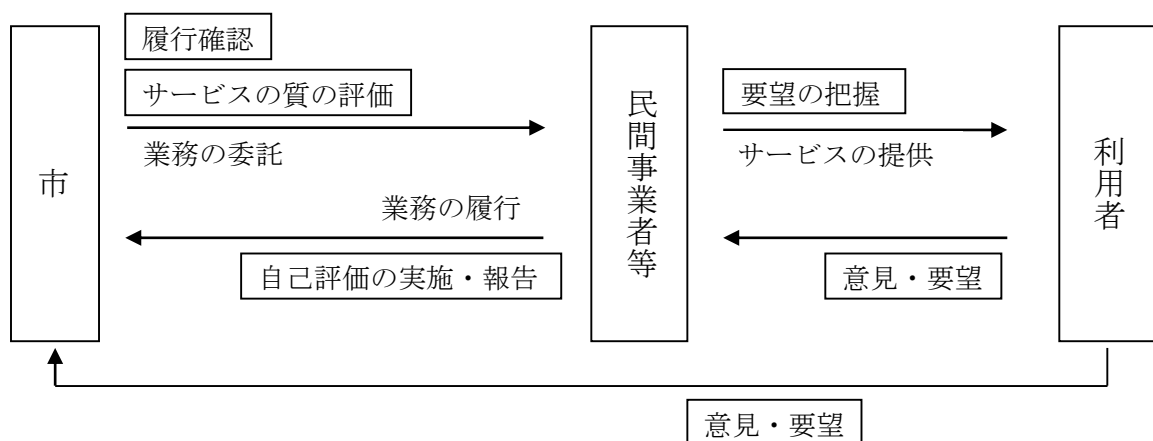 履行確認
サービスの質の評価
業務の委託
業務の履行
自己評価の実施・報告
市
民間事業者等
要望の把握
サービスの提供
意見・要望
利用者
意見・要望